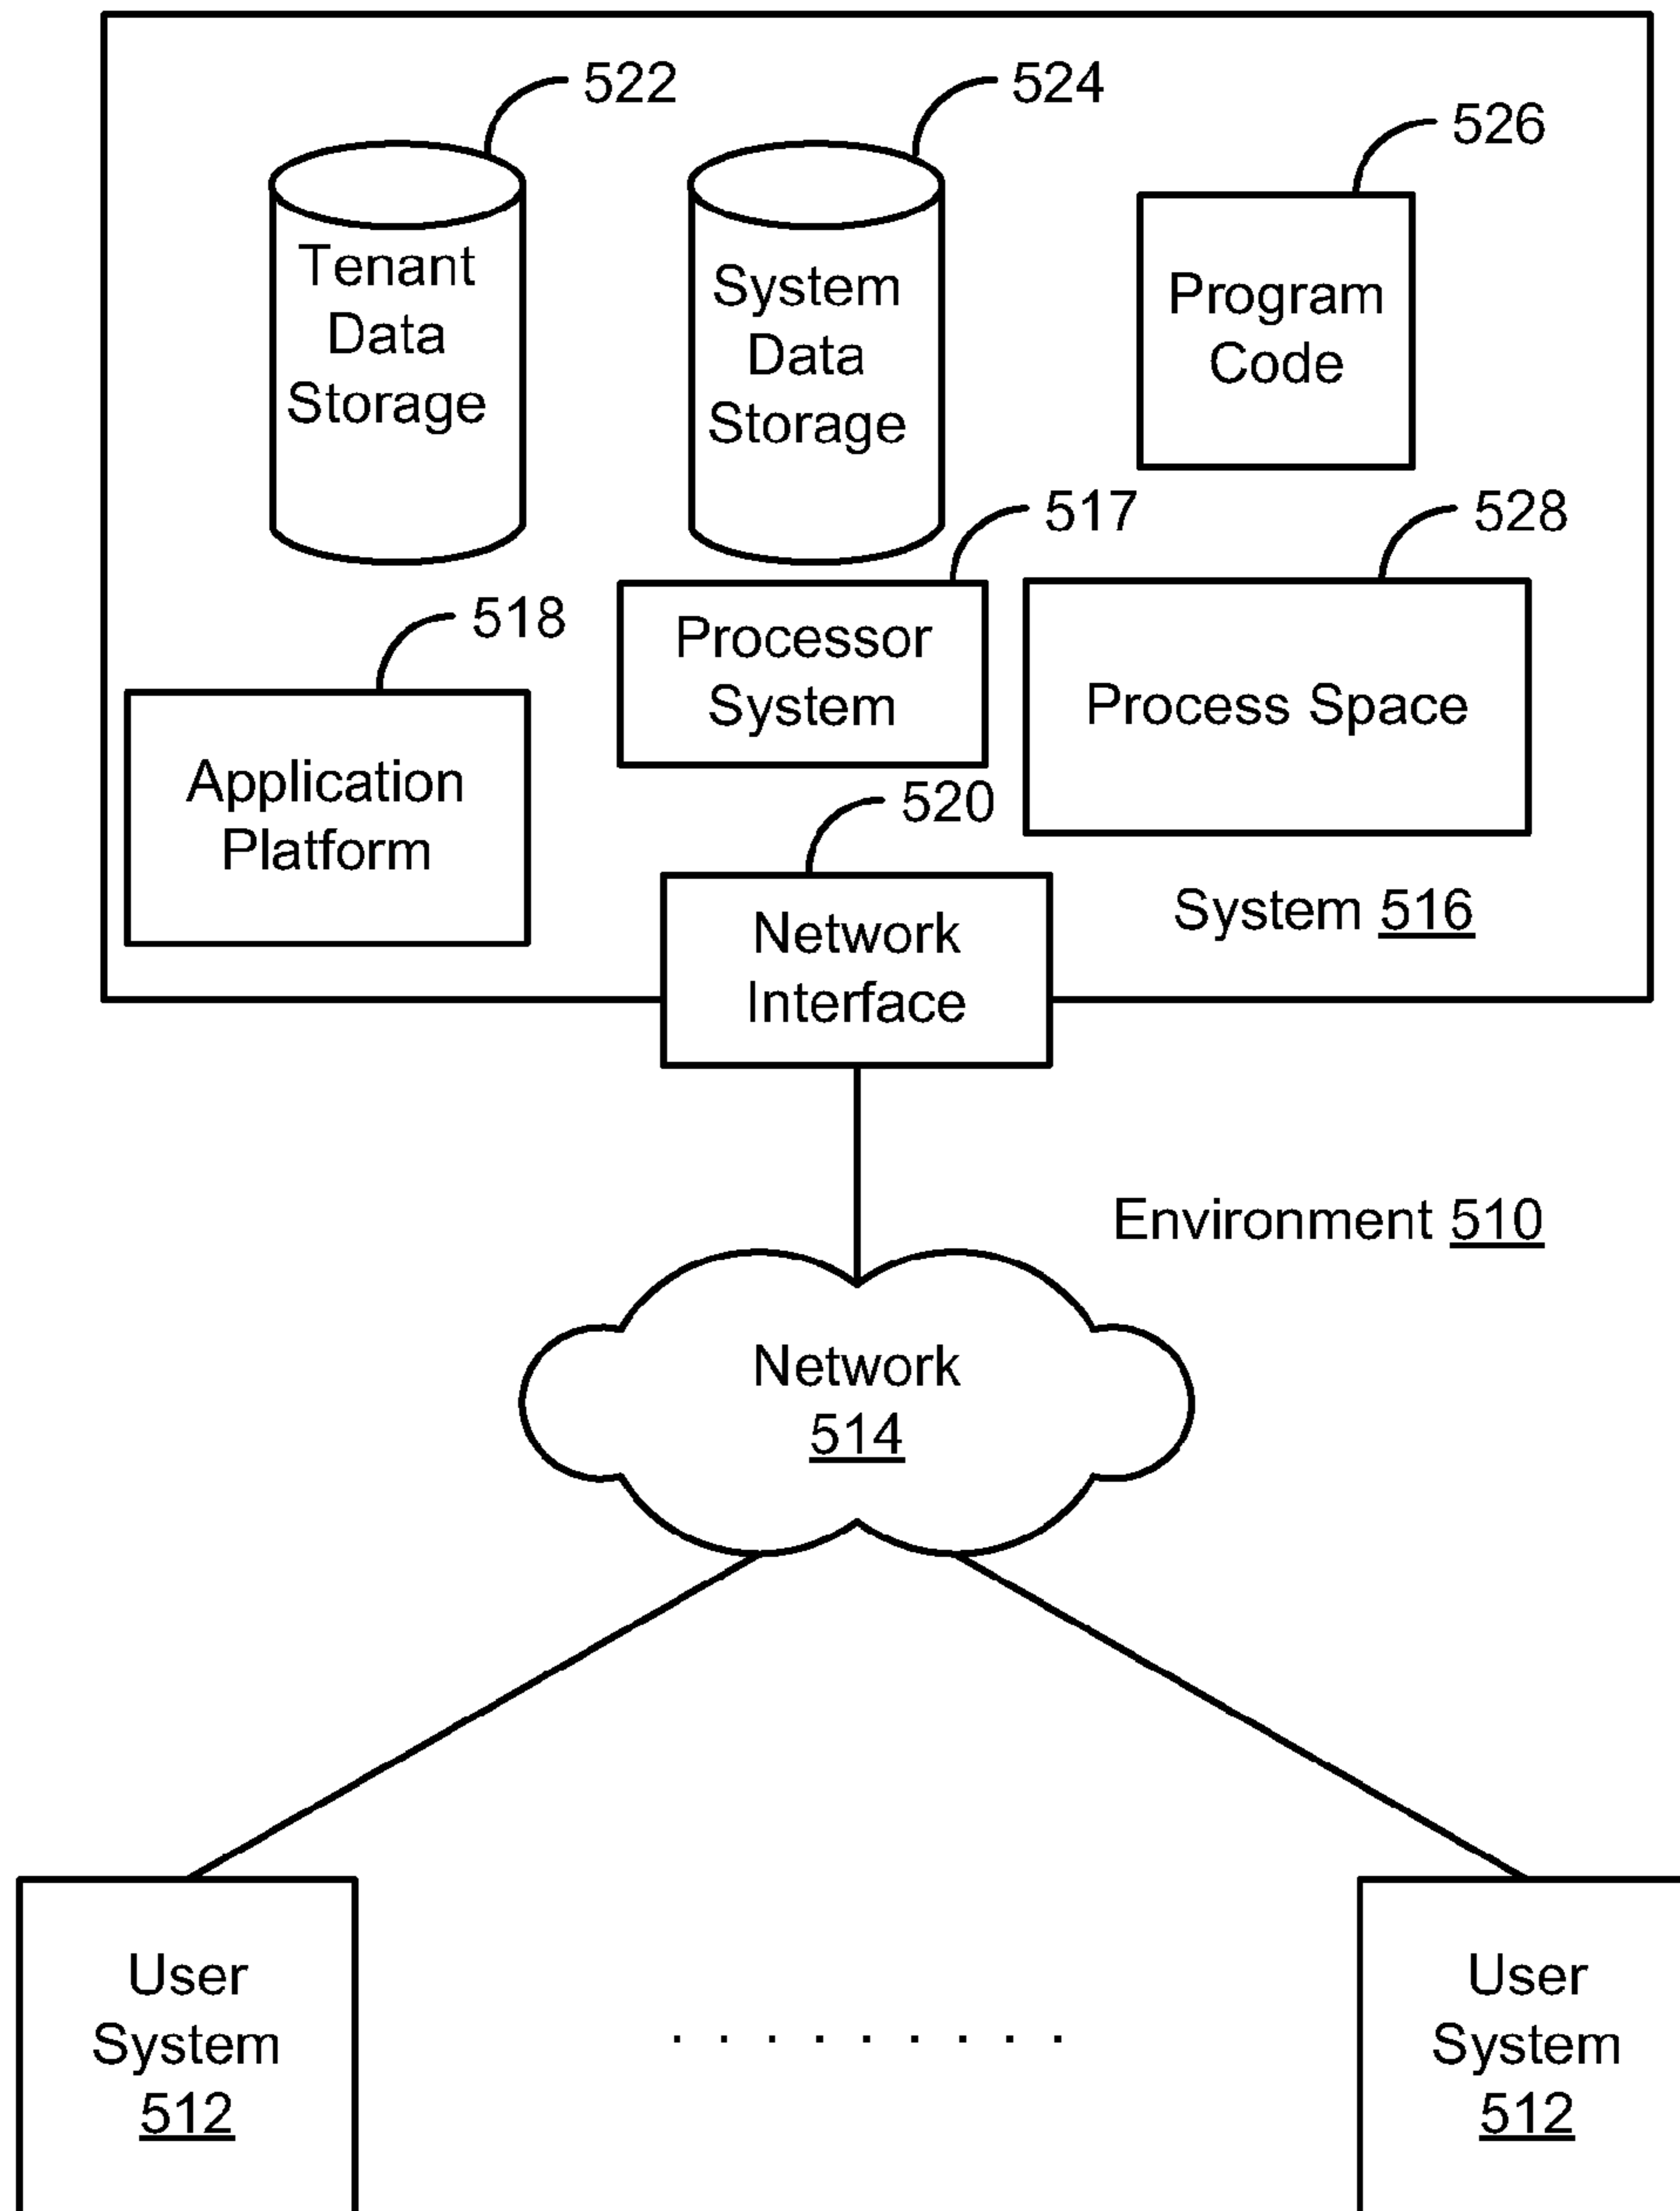 522
524
526
Tenant
Data
Storage
System
Data
Storage
Program
Code
517
528
518
Processor
System
Process Space
Application
Platform
520
Network
Interface
System 516
Environment 510
Network
514
User
System
512
. . . . . . . . .
User
System
512